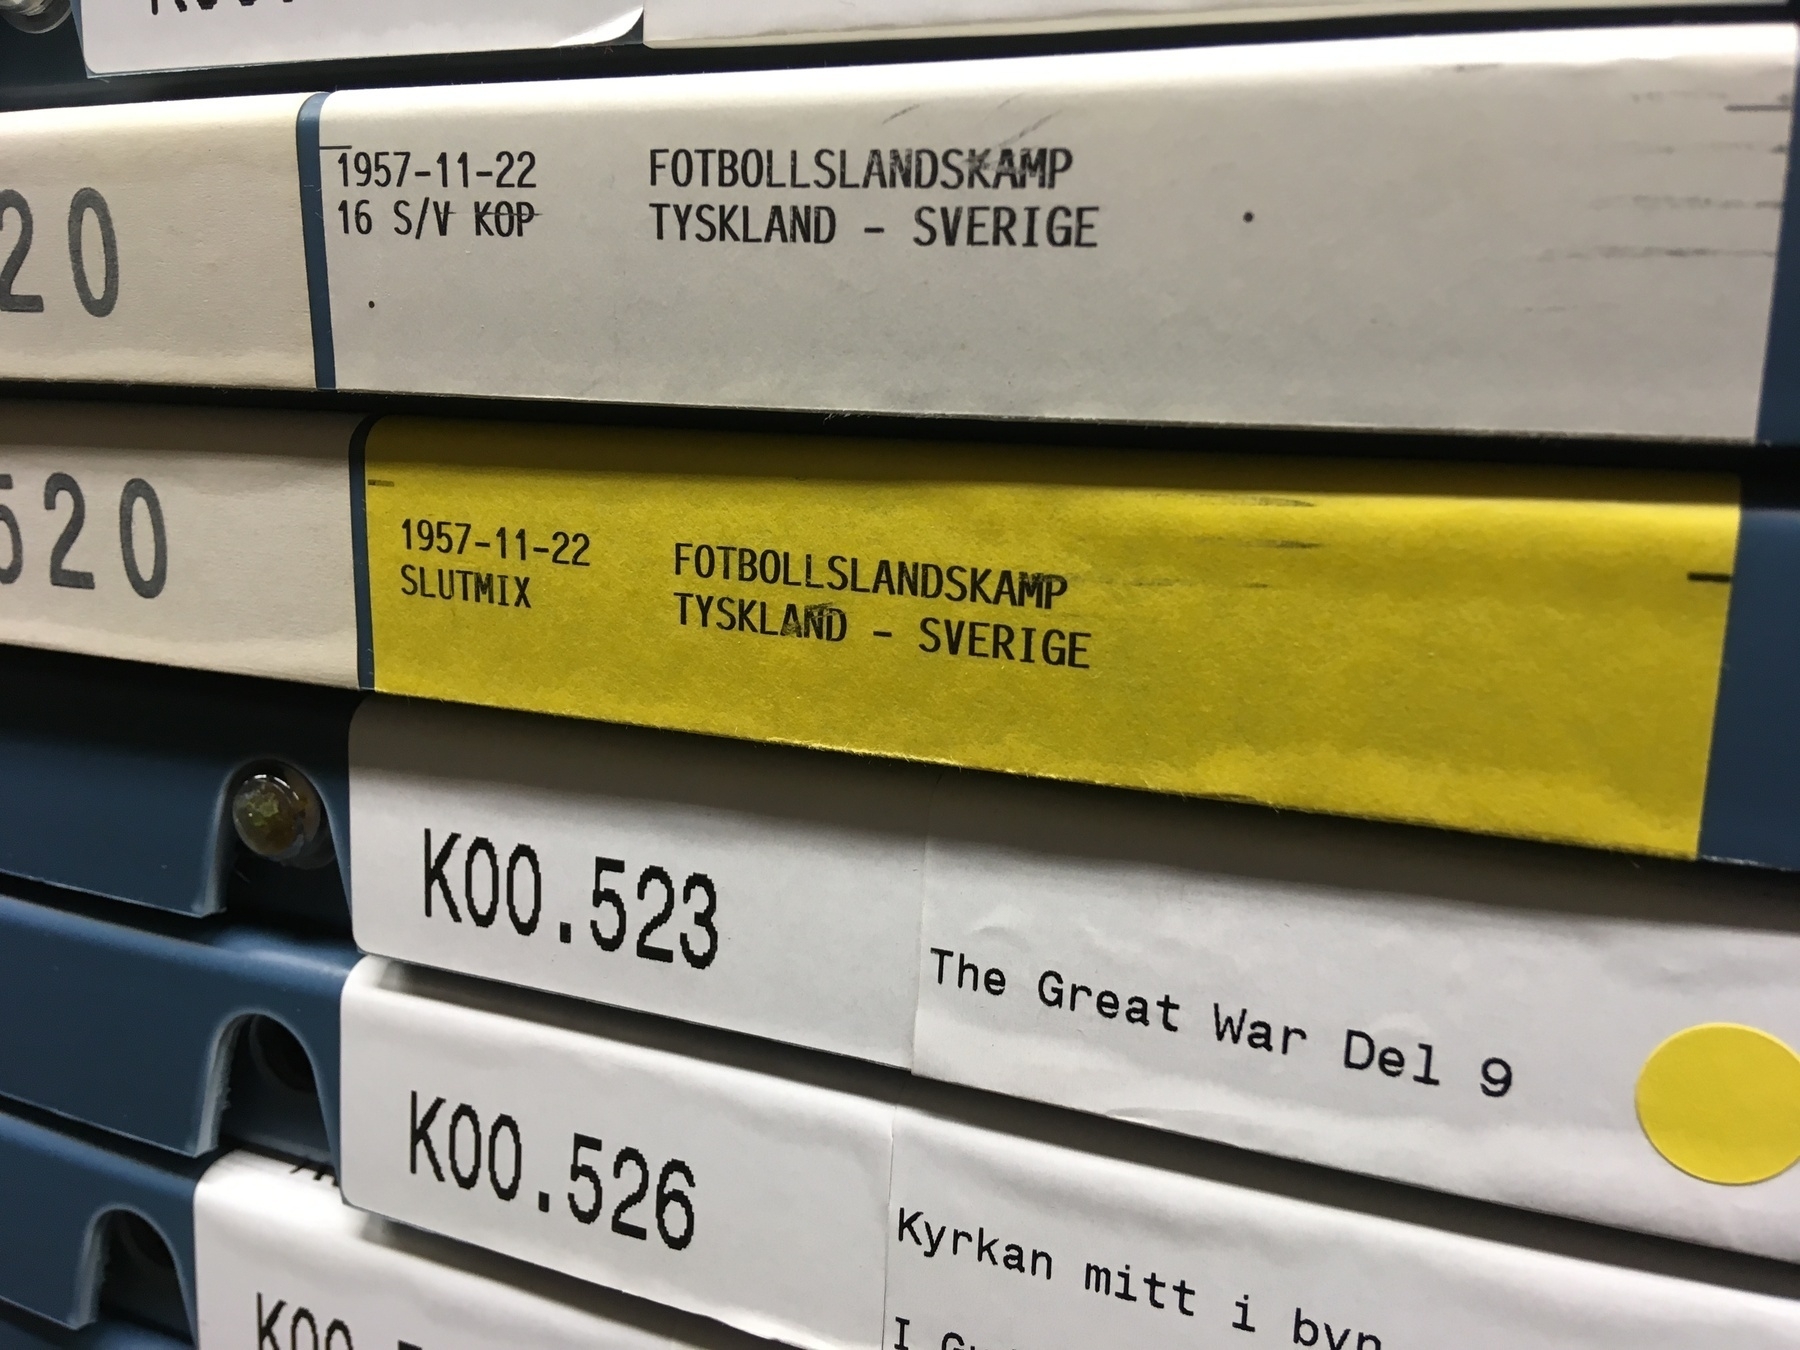 20
1957-11-22
16 S/V KOP
FOTBOLLSLANDSKAMP
TYSKLAND - SVERIGE
520
1957-11-22
SLUTMIX
FOTBOLLSLANDSKAMP
TYSKLAND - SVERIGE
K00.523
The Great War Del 9
K00.526
Kyrkan mitt i byn
I
K00.